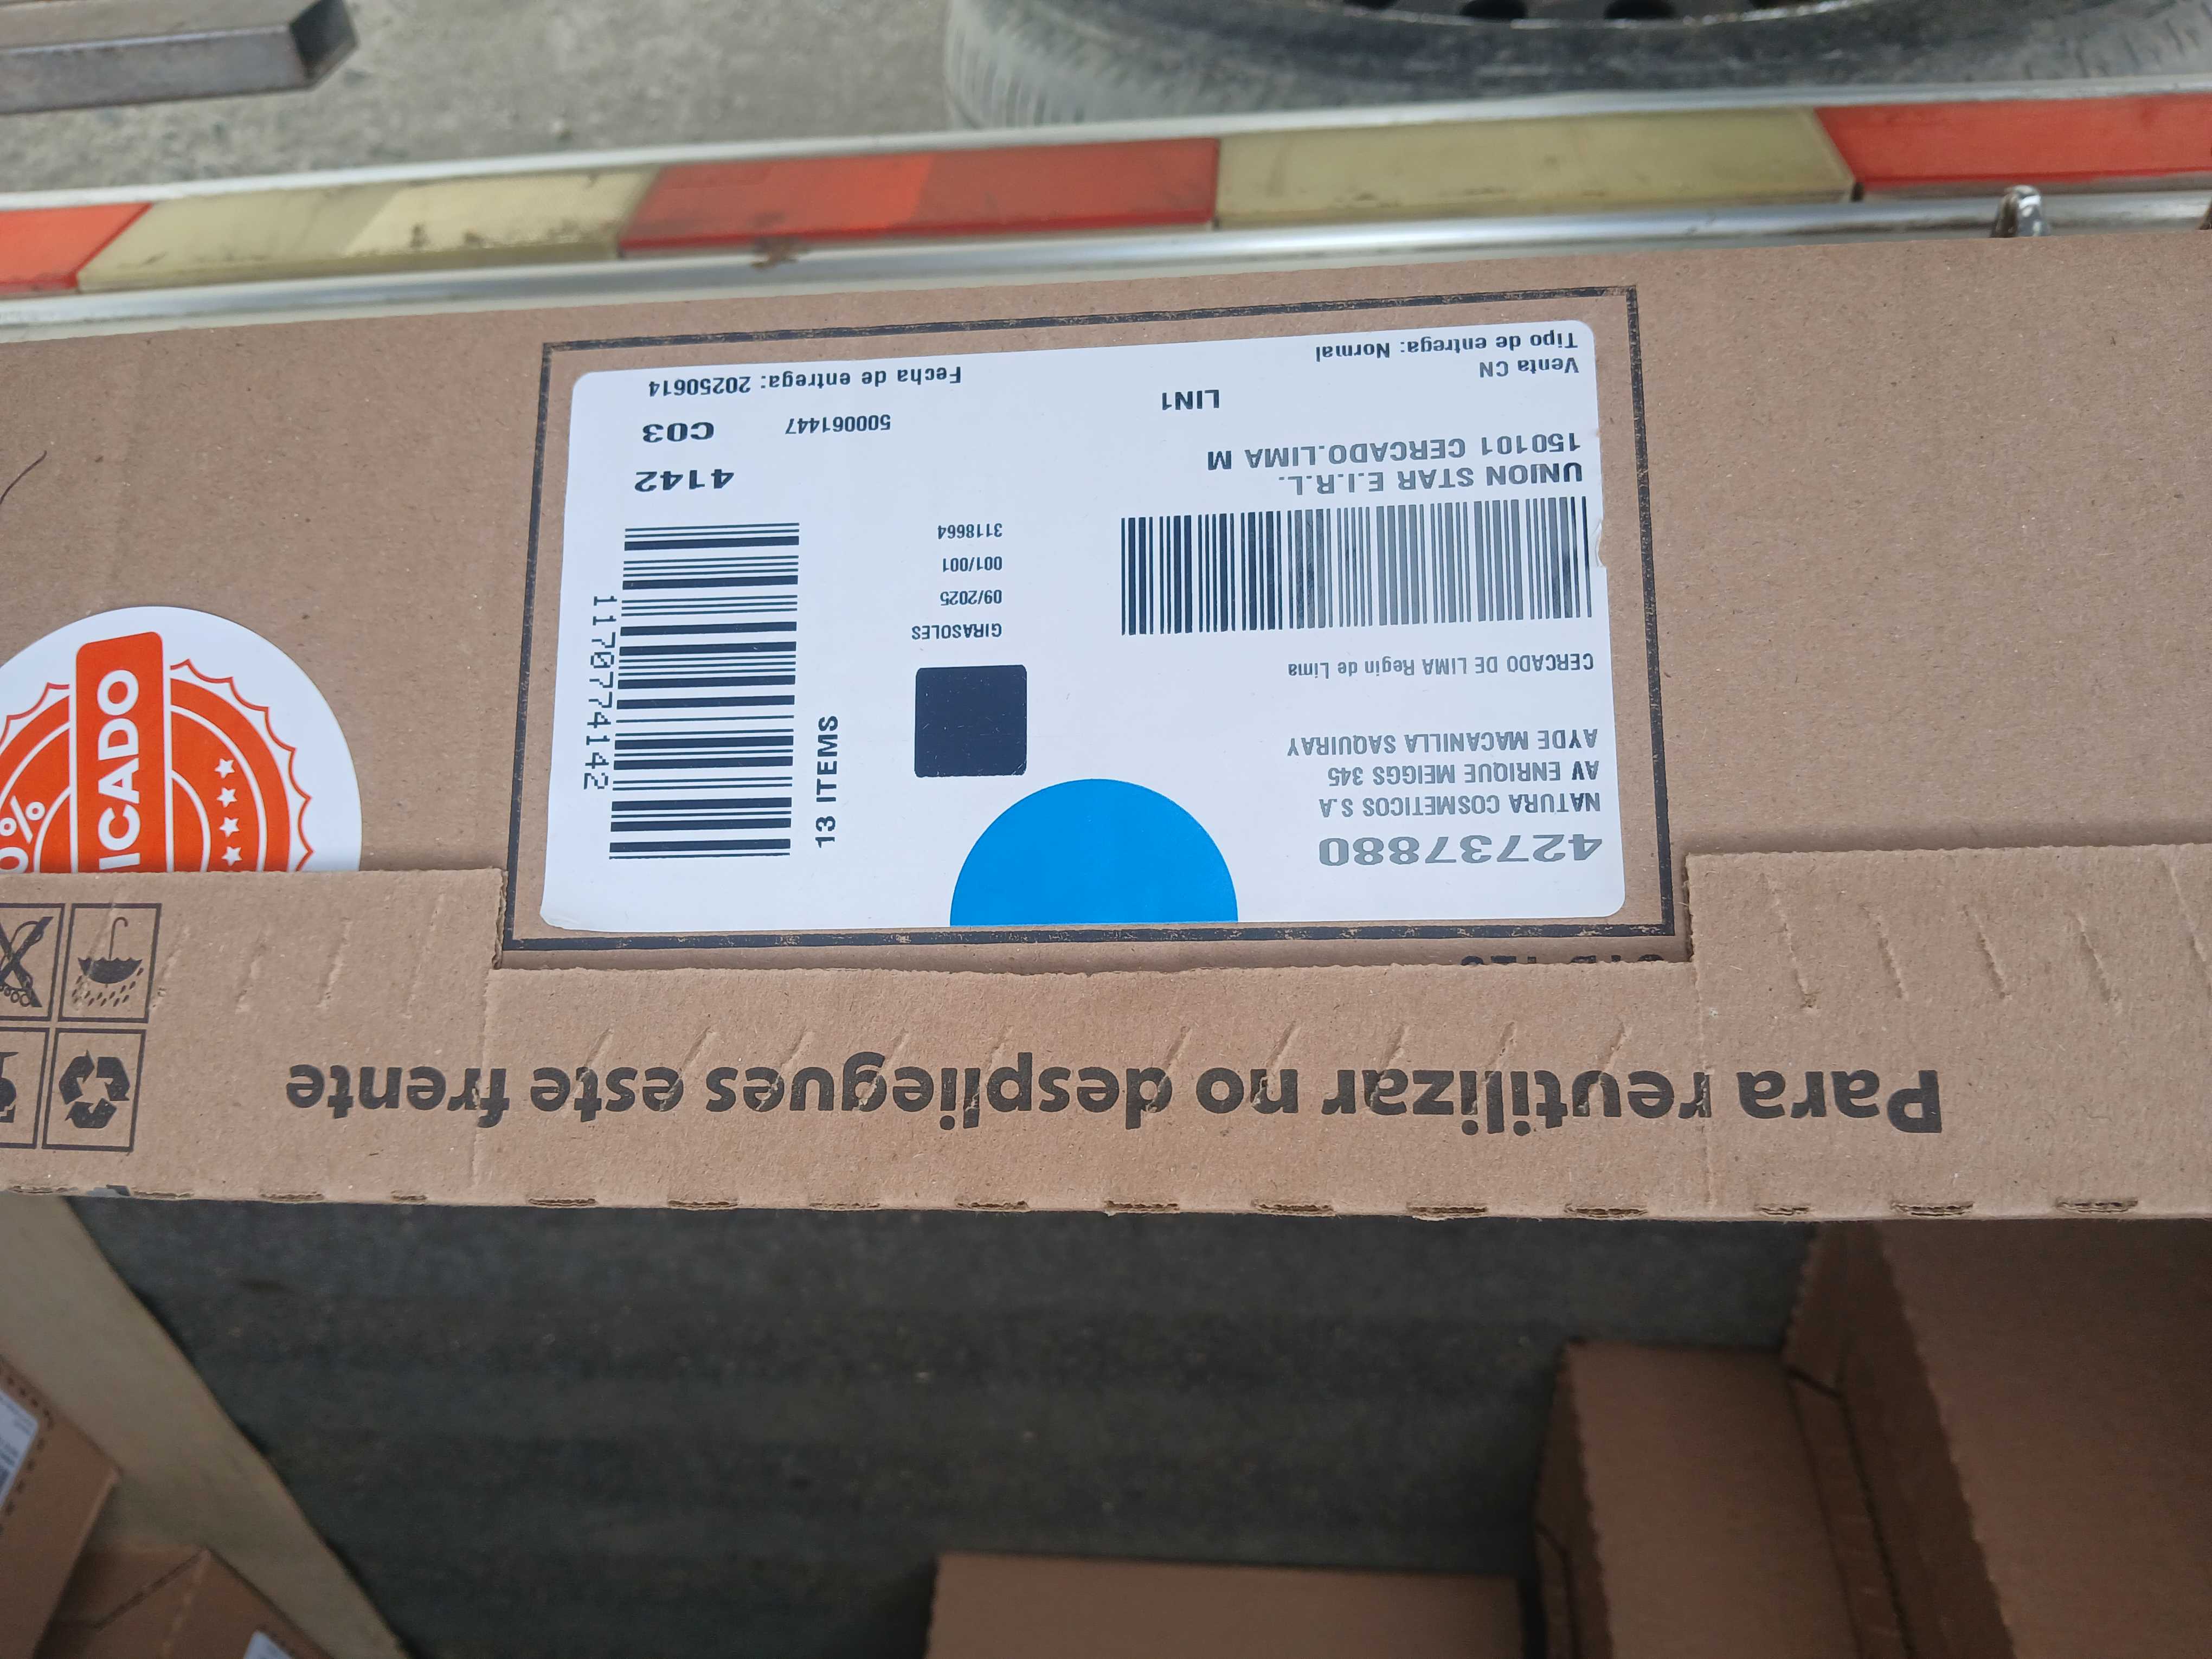 Para reutilizar no despliegues este frente
42737880
NATURA COSMETICOS S.A
AV ENRIQUE MEIGGS 345
AYDE MACANILLA SAQUIRAY
CERCADO DE LIMA Regin de Lima
UNION STAR E.I.R.L.
150101 CERCADO.LIMA M
LIN1
Venta CN
Tipo de entrega: Normal
GIRASOLES
09/2025
001/001
3118664
13 ITEMS
1170774142
4142
500061447
C03
Fecha de entrega: 20250614